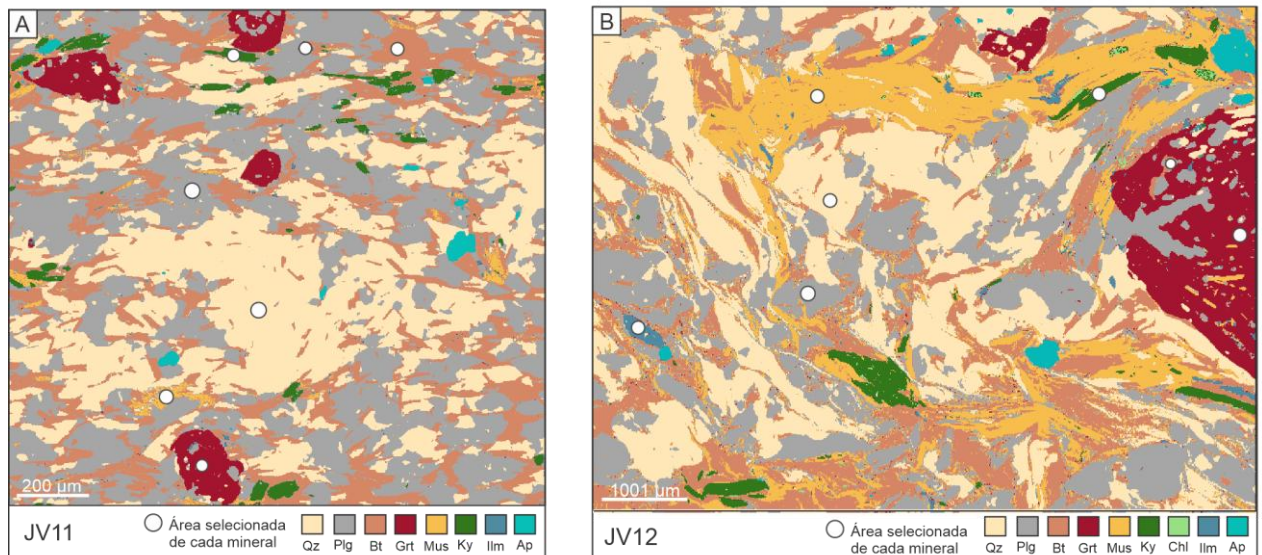 A
200 µm
JV11
Área selecionada
de cada mineral
Qz Plg Bt Grt Mus Ky Ilm Ap
B
1001 µm
JV12
Área selecionada
de cada mineral
Qz Plg Bt Grt Mus Ky Chl Ilm Ap